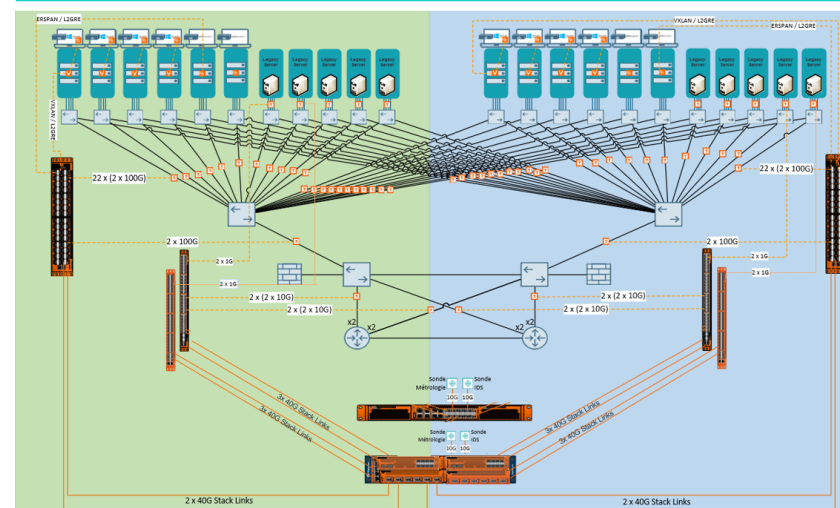 ERSPAN / L2GRE
VXLAN / L2GRE
ERSPAN / L2GRE
Legacy Server
Legacy Server
Legacy Server
Legacy Server
Legacy Server
Legacy Server
Legacy Server
Legacy Server
Legacy Server
Legacy Server
VXLAN / L2GRE
22 x (2 x 100G)
22 x (2 x 100G)
2 x 100G
2 x 100G
2 x 1G
2 x 1G
2 x 1G
2 x 1G
2 x (2 x 10G)
2 x (2 x 10G)
2 x (2 x 10G)
2 x (2 x 10G)
x2
x2
x2
x2
Sonde Métrologie
Sonde IDS
10G
10G
3x 40G Stack Links
3x 40G Stack Links
3x 40G Stack Links
3x 40G Stack Links
Sonde Métrologie
Sonde IDS
10G
10G
2 x 40G Stack Links
2 x 40G Stack Links